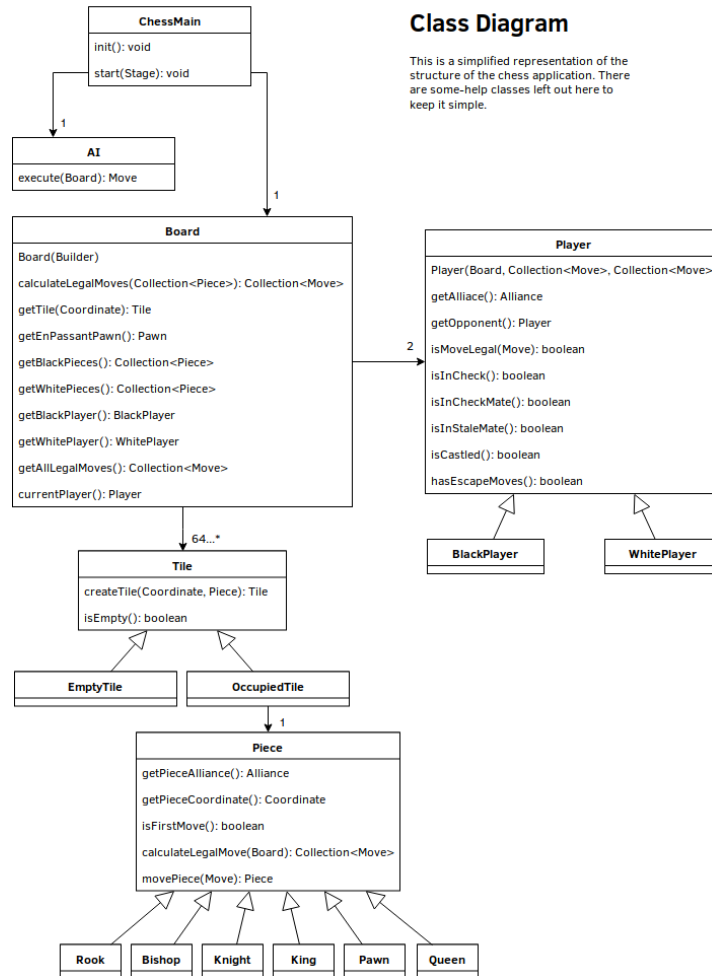 ChessMain
init(): void
start(Stage): void
Class Diagram
This is a simplified representation of the
structure of the chess application. There
are some-help classes left out here to
keep it simple.
1
AI
execute(Board): Move
1
Board
Board(Builder)
calculateLegalMoves(Collection<Piece>): Collection<Move>
getTile(Coordinate): Tile
getEnPassantPawn(): Pawn
getBlackPieces(): Collection<Piece>
getWhitePieces(): Collection<Piece>
getBlackPlayer(): BlackPlayer
getWhitePlayer(): WhitePlayer
getAllLegalMoves(): Collection<Move>
currentPlayer(): Player
2
Player
Player(Board, Collection<Move>, Collection<Move>
getAlliace(): Alliance
getOpponent(): Player
isMoveLegal(Move): boolean
isInCheck(): boolean
isInCheckMate(): boolean
isInStaleMate(): boolean
isCastled(): boolean
hasEscapeMoves(): boolean
BlackPlayer
WhitePlayer
64...*
Tile
createTile(Coordinate, Piece): Tile
isEmpty(): boolean
EmptyTile
OccupiedTile
1
Piece
getPieceAlliance(): Alliance
getPieceCoordinate(): Coordinate
isFirstMove(): boolean
calculateLegalMove(Board): Collection<Move>
movePiece(Move): Piece
Rook
Bishop
Knight
King
Pawn
Queen